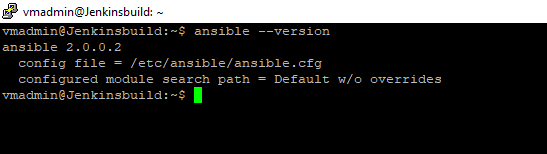 vmadmin@Jenkinsbuild: ~
vmadmin@Jenkinsbuild:~$ ansible --version
ansible 2.0.0.2
  config file = /etc/ansible/ansible.cfg
  configured module search path = Default w/o overrides
vmadmin@Jenkinsbuild:~$